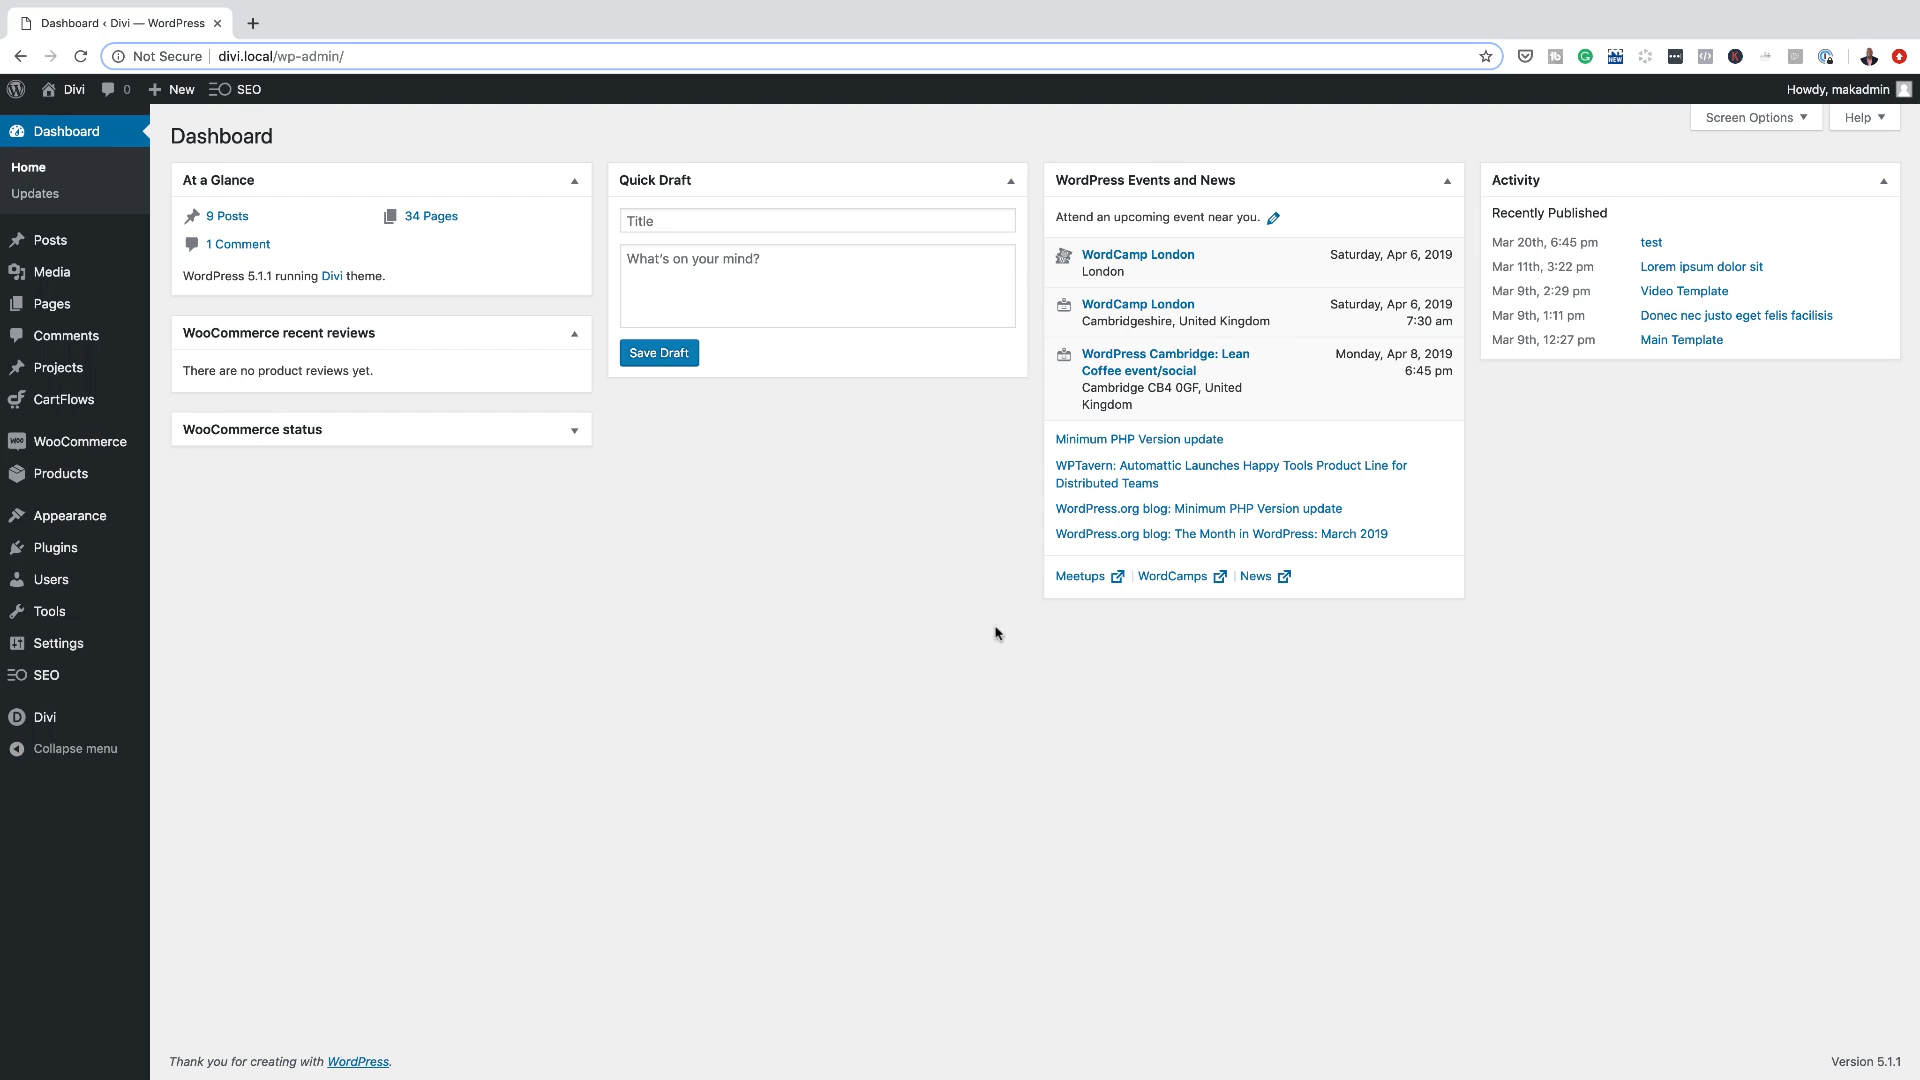 Dashboard ‹ Divi — WordPress
Not Secure
divi.local/wp-admin/
Divi
0
New
SEO
Howdy, makadmin
Dashboard
Home
Updates
Posts
Media
Pages
Comments
Projects
CartFlows
WooCommerce
Products
Appearance
Plugins
Users
Tools
Settings
SEO
Divi
Collapse menu
Screen Options
Help
Dashboard
At a Glance
9 Posts
34 Pages
1 Comment
WordPress 5.1.1 running Divi theme.
WooCommerce recent reviews
There are no product reviews yet.
WooCommerce status
Quick Draft
Title
What's on your mind?
Save Draft
WordPress Events and News
Attend an upcoming event near you.
WordCamp London
Saturday, Apr 6, 2019
London
WordCamp London
Saturday, Apr 6, 2019
Cambridgeshire, United Kingdom
7:30 am
WordPress Cambridge: Lean
Monday, Apr 8, 2019
Coffee event/social
6:45 pm
Cambridge CB4 0GF, United
Kingdom
Minimum PHP Version update
WPTavern: Automattic Launches Happy Tools Product Line for
Distributed Teams
WordPress.org blog: Minimum PHP Version update
WordPress.org blog: The Month in WordPress: March 2019
Meetups | WordCamps | News
Activity
Recently Published
Mar 20th, 6:45 pm test
Mar 11th, 3:22 pm Lorem ipsum dolor sit
Mar 9th, 2:29 pm Video Template
Mar 9th, 1:11 pm Donec nec justo eget felis facilisis
Mar 9th, 12:27 pm Main Template
Thank you for creating with WordPress.
Version 5.1.1